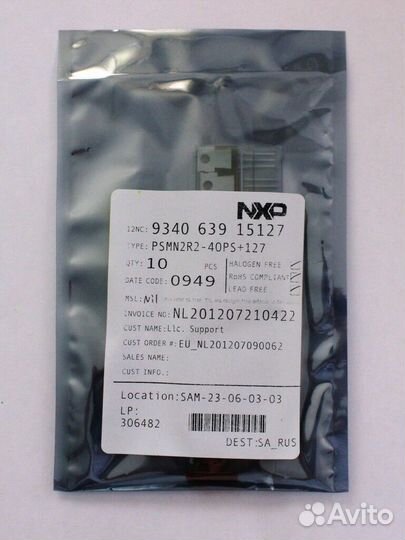 NXP
12NC: 9340 639 15127
TYPE: PSMN2R2-40PS+127
QTY: 10 PCS
HALOGEN FREE
DATE CODE: 0949
RoHS COMPLIANT
LEAD FREE
MSL: Nil
INVOICE NO: NL201207210422
CUST NAME: Llc. Support
CUST ORDER #: EU_NL201207090062
SALES NAME:
CUST INFO.:
Location: SAM-23-06-03-03
LP:
306482
DEST: SA_RUS
Avito